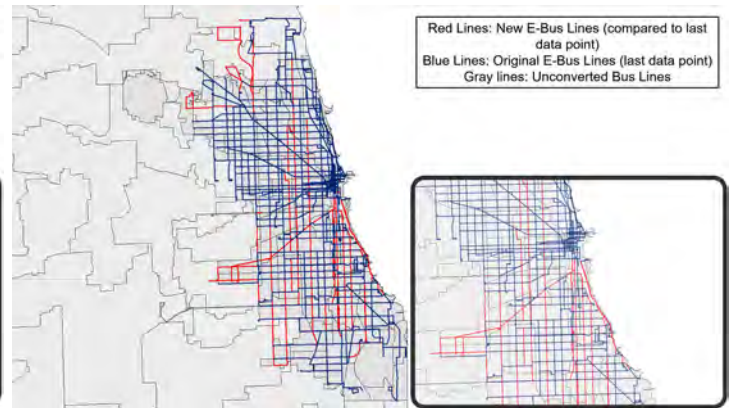 Red Lines: New E-Bus Lines (compared to last
data point)
Blue Lines: Original E-Bus Lines (last data point)
Gray lines: Unconverted Bus Lines